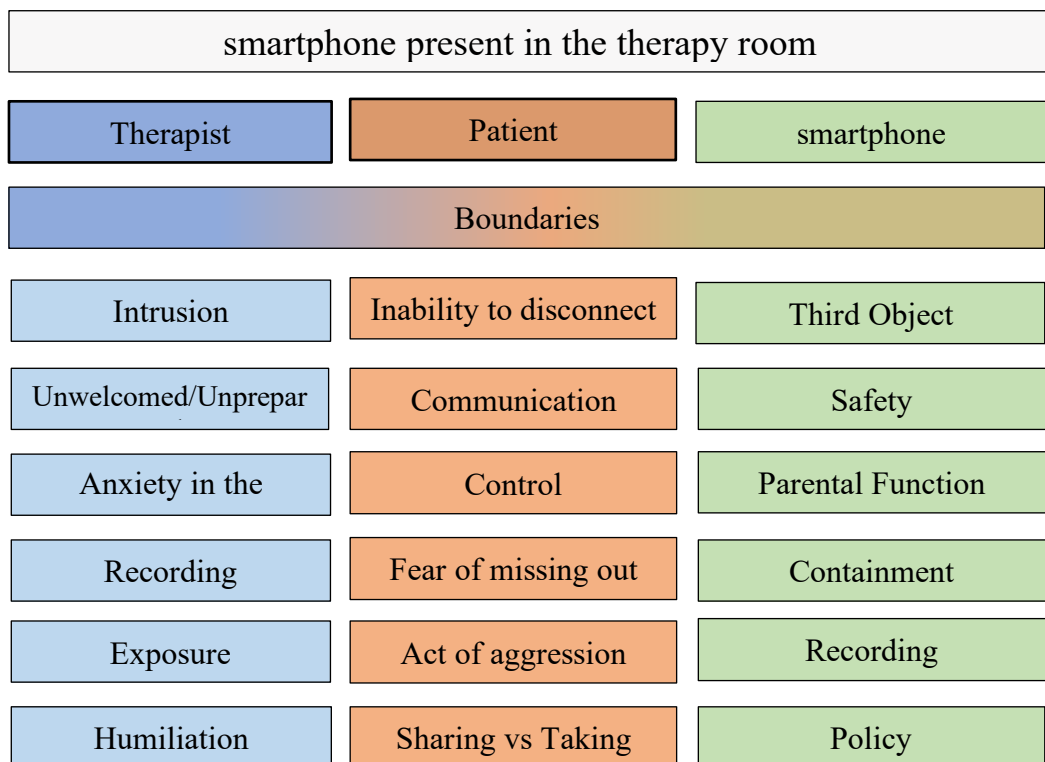 smartphone present in the therapy room
Therapist
Patient
smartphone
Boundaries
Intrusion
Inability to disconnect
Third Object
Unwelcomed/Unprepar
Communication
Safety
Anxiety in the
Control
Parental Function
Recording
Fear of missing out
Containment
Exposure
Act of aggression
Recording
Humiliation
Sharing vs Taking
Policy